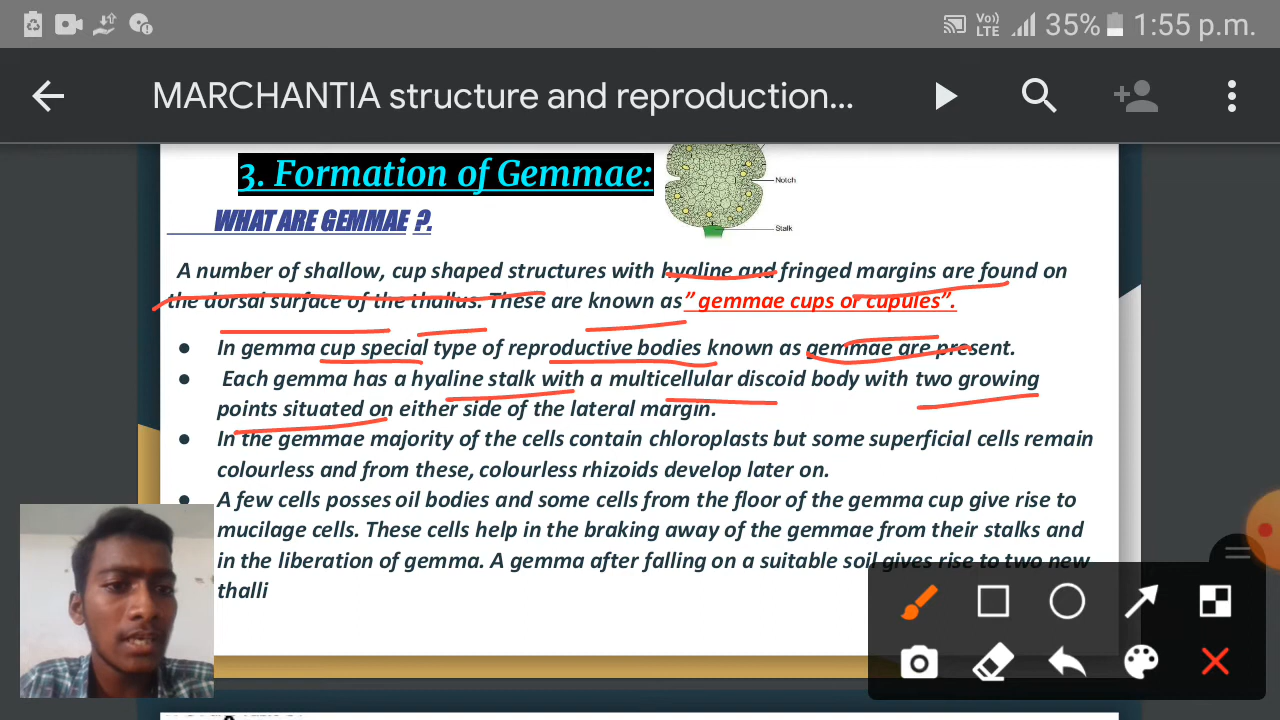 Vo)) LTE 35% 1:55 p.m.
MARCHANTIA structure and reproduction...
3. Formation of Gemmae:
Notch
WHAT ARE GEMMAE ?.
Stalk
A number of shallow, cup shaped structures with hyaline and fringed margins are found on
the dorsal surface of the thallus. These are known as" gemmae cups or cupules".
● In gemma cup special type of reproductive bodies known as gemmae are present.
● Each gemma has a hyaline stalk with a multicellular discoid body with two growing
points situated on either side of the lateral margin.
● In the gemmae majority of the cells contain chloroplasts but some superficial cells remain
colourless and from these, colourless rhizoids develop later on.
● A few cells posses oil bodies and some cells from the floor of the gemma cup give rise to
mucilage cells. These cells help in the braking away of the gemmae from their stalks and
in the liberation of gemma. A gemma after falling on a suitable soil gives rise to two new
thalli